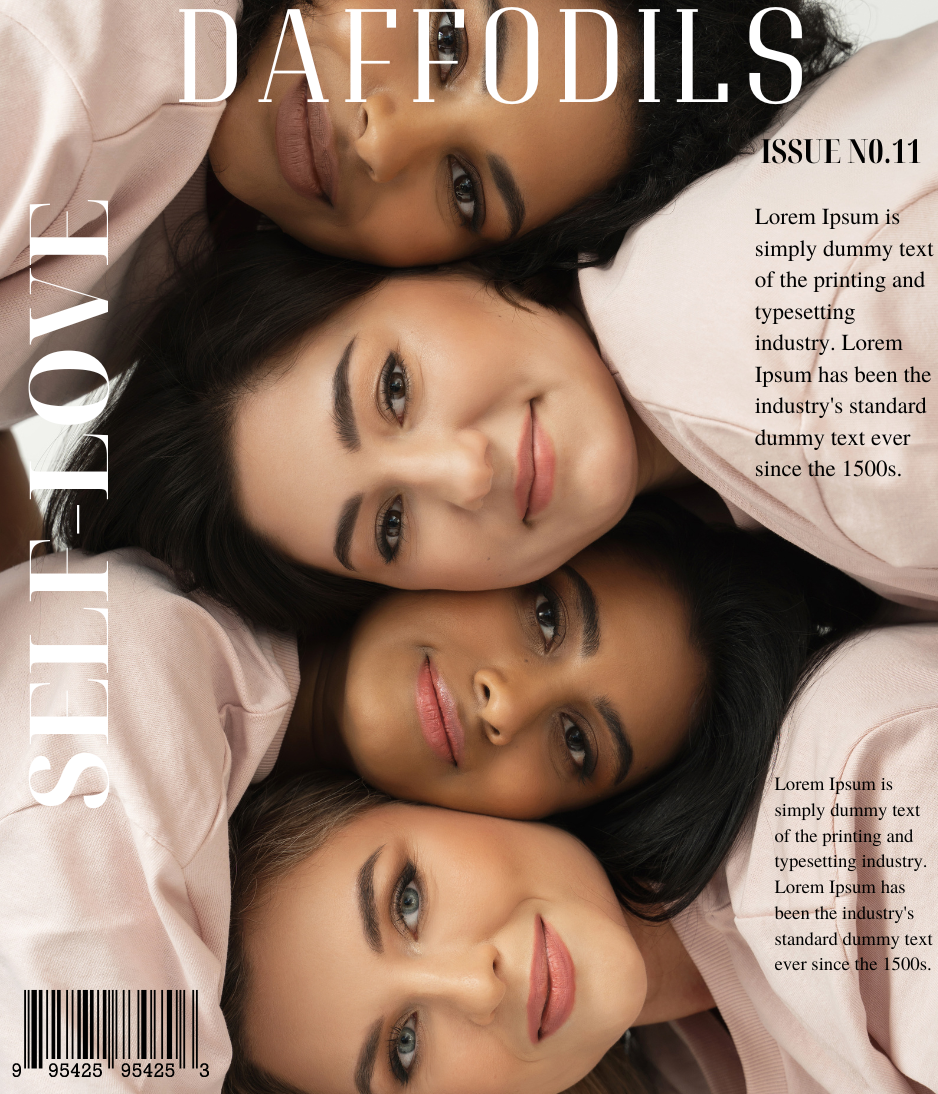 DAFFODILS
ISSUE NO.11
Lorem Ipsum is
simply dummy text
of the printing and
typesetting
industry. Lorem
Ipsum has been the
industry's standard
dummy text ever
since the 1500s.
SELF-LOVE
Lorem Ipsum is
simply dummy text
of the printing and
typesetting industry.
Lorem Ipsum has
been the industry's
standard dummy text
ever since the 1500s.
9 95425 95425 3